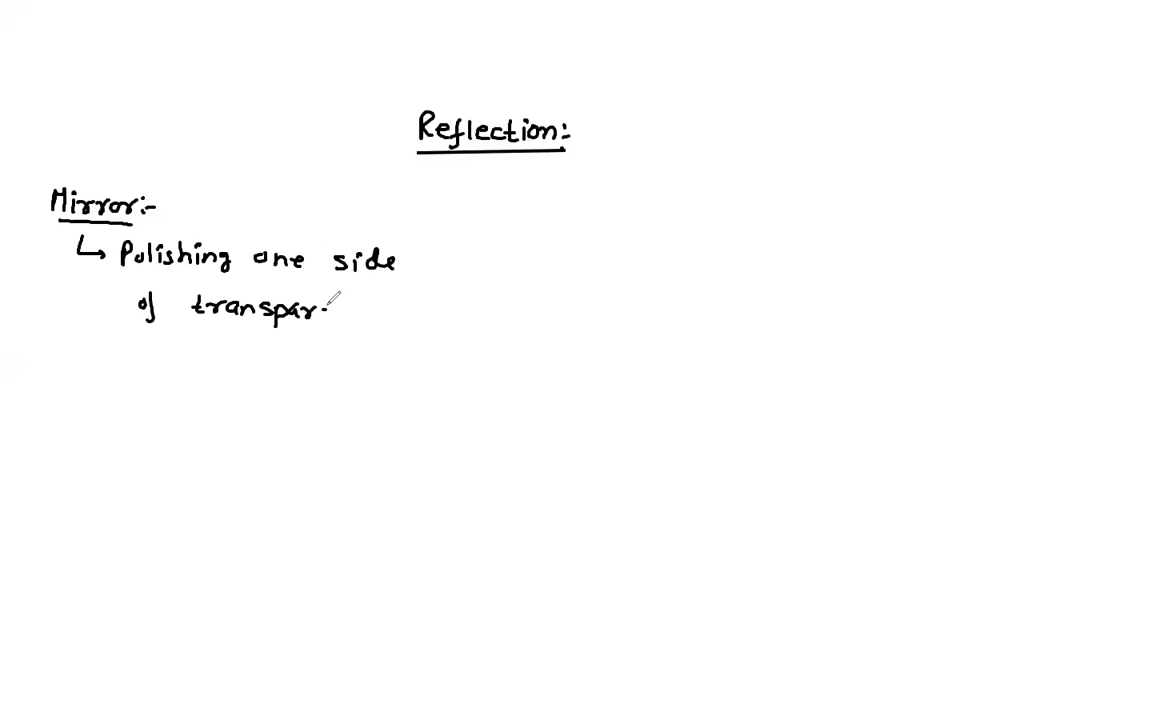 Reflection:-
Mirror:-
↳ Polishing one side
of transpar